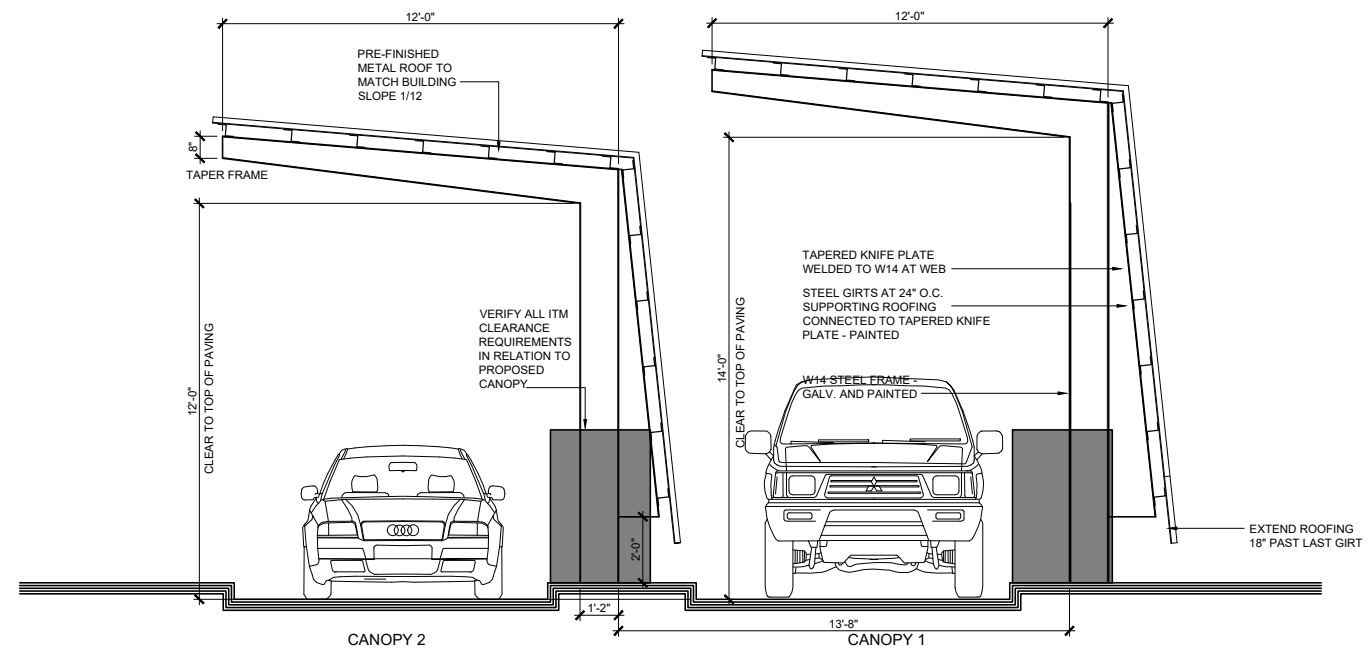 12'-0"
12'-0"
PRE-FINISHED
METAL ROOF TO
MATCH BUILDING
SLOPE 1/12
8"
TAPER FRAME
TAPERED KNIFE PLATE
WELDED TO W14 AT WEB
STEEL GIRTS AT 24" O.C.
SUPPORTING ROOFING
CONNECTED TO TAPERED KNIFE
PLATE - PAINTED
VERIFY ALL ITM
CLEARANCE
REQUIREMENTS
IN RELATION TO
PROPOSED
CANOPY
12'-0"
CLEAR TO TOP OF PAVING
14'-0"
CLEAR TO TOP OF PAVING
W14 STEEL FRAME -
GALV. AND PAINTED
EXTEND ROOFING
18" PAST LAST GIRT
2'-0"
1'-2"
13'-8"
CANOPY 2
CANOPY 1